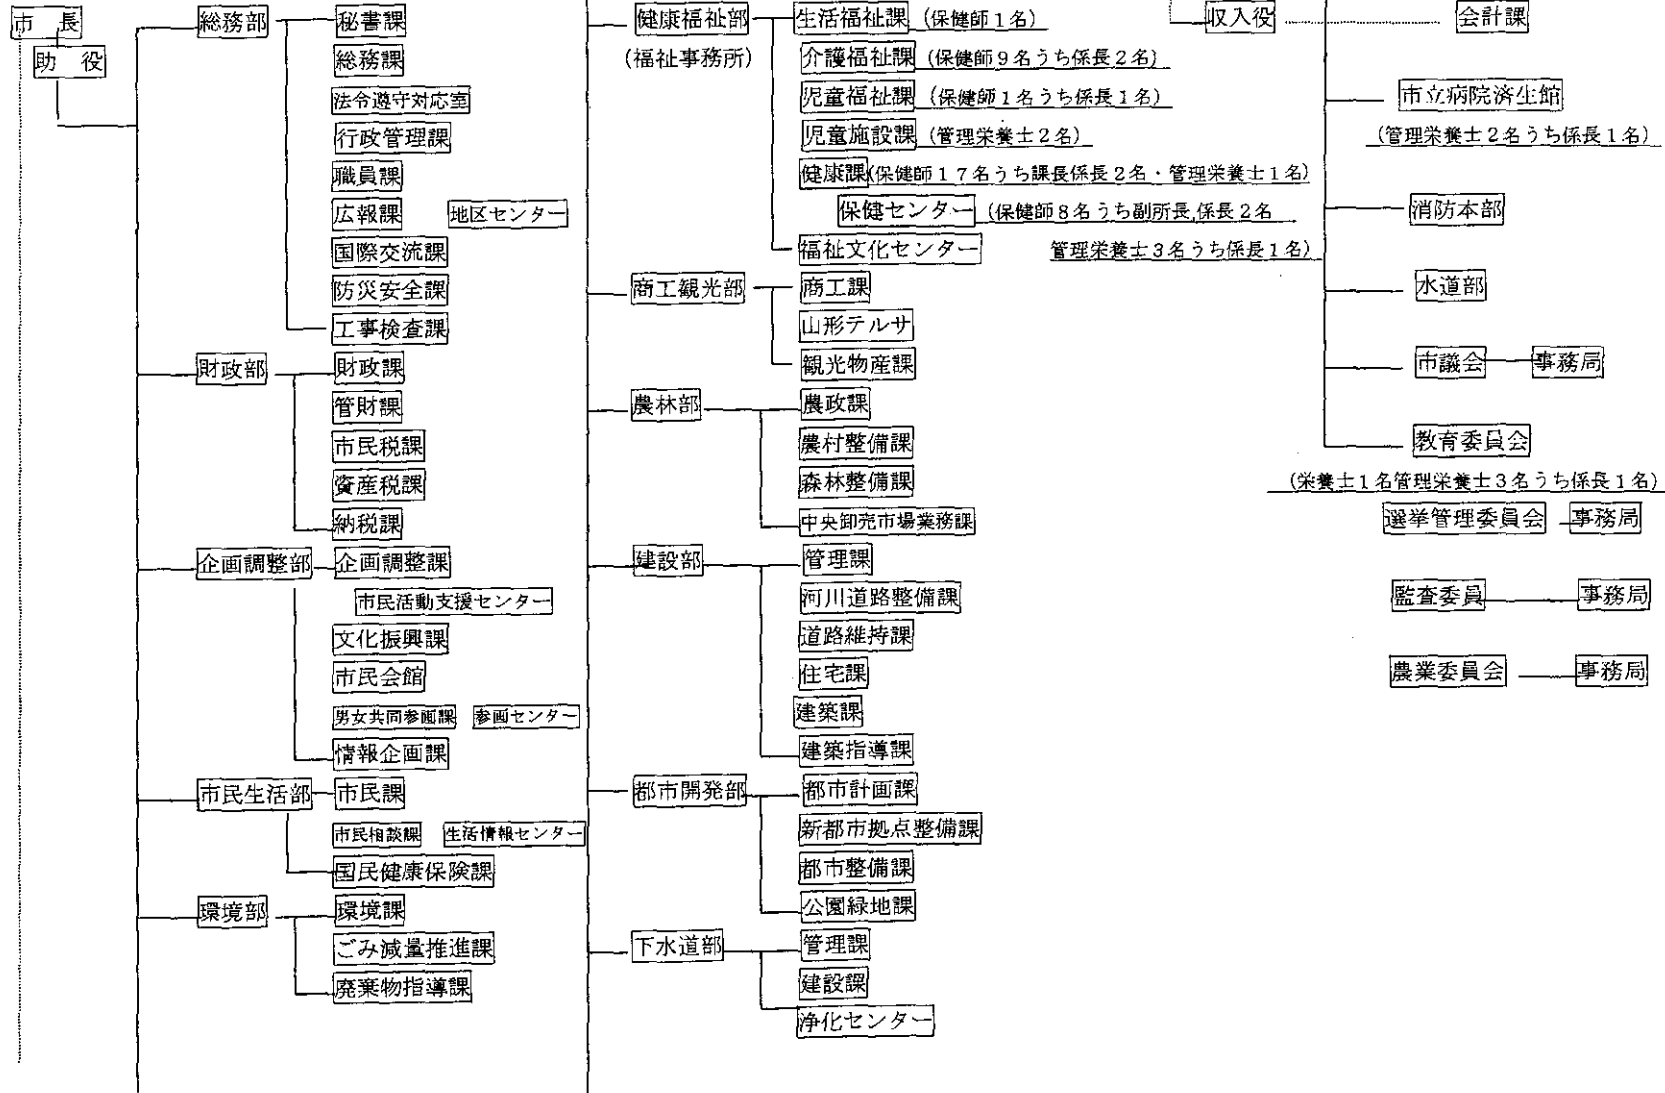 市　長
助　役
総務部
秘書課
総務課
法令遵守対応室
行政管理課
職員課
広報課　地区センター
国際交流課
防災安全課
工事検査課
財政部
財政課
管財課
市民税課
資産税課
納税課
企画調整部
企画調整課
市民活動支援センター
文化振興課
市民会館
男女共同参画課　参画センター
情報企画課
市民生活部
市民課
市民相談課　生活情報センター
国民健康保険課
環境部
環境課
ごみ減量推進課
廃棄物指導課
健康福祉部
(福祉事務所)
生活福祉課 (保健師1名)
介護福祉課 (保健師9名うち係長2名)
児童福祉課 (保健師1名うち係長1名)
児童施設課 (管理栄養士2名)
健康課(保健師17名うち課長係長2名・管理栄養士1名)
保健センター (保健師8名うち副所長,係長2名
管理栄養士3名うち係長1名)
福祉文化センター
商工観光部
商工課
山形テルサ
観光物産課
農林部
農政課
農村整備課
森林整備課
中央卸売市場業務課
建設部
管理課
河川道路整備課
道路維持課
住宅課
建築課
建築指導課
都市開発部
都市計画課
新都市拠点整備課
都市整備課
公園緑地課
下水道部
管理課
建設課
浄化センター
収入役
会計課
市立病院済生館
(管理栄養士2名うち係長1名)
消防本部
水道部
市議会　事務局
教育委員会
(栄養士1名管理栄養士3名うち係長1名)
選挙管理委員会　事務局
監査委員　事務局
農業委員会　事務局